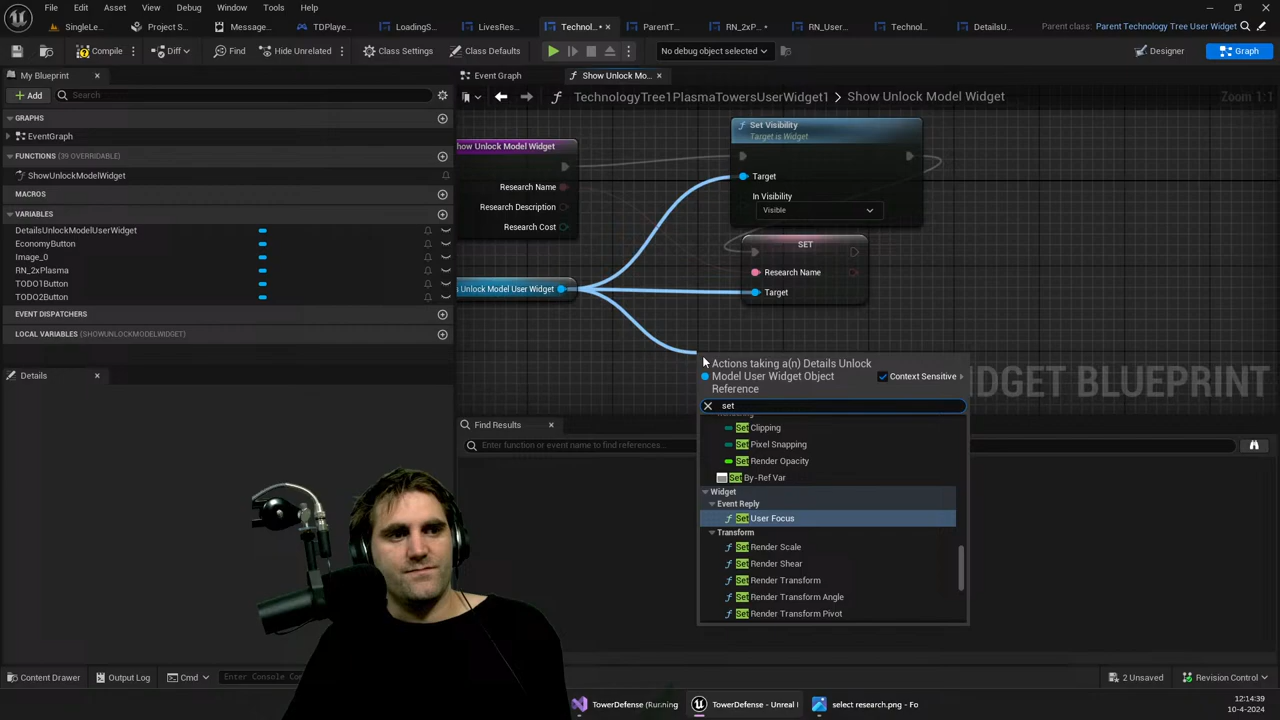 File Edit Asset View Debug Window Tools Help
SingleLe... Project S... Message... TDPlaye... LoadingS... LivesRes... Technol... ParentT... RN_2xP... RN_User... Technol... DetailsU... Parent class: Parent Technology Tree User Widget
Compile Diff Find Hide Unrelated Class Settings Class Defaults No debug object selected Designer Graph
My Blueprint Event Graph Show Unlock Mo...
Add Search TechnologyTree1PlasmaTowersUserWidget1 > Show Unlock Model Widget Zoom 1:1
GRAPHS
EventGraph
FUNCTIONS (39 OVERRIDABLE)
ShowUnlockModelWidget
MACROS
VARIABLES
DetailsUnlockModelUserWidget
EconomyButton
Image_0
RN_2xPlasma
TODO1Button
TODO2Button
EVENT DISPATCHERS
LOCAL VARIABLES (SHOWUNLOCKMODELWIDGET)
Details
how Unlock Model Widget
Research Name
Research Description
Research Cost
s Unlock Model User Widget
Set Visibility
Target is Widget
Target
In Visibility
Visible
SET
Research Name
Target
Actions taking a(n) Details Unlock
Model User Widget Object
Reference
Context Sensitive
set
Set Clipping
Set Pixel Snapping
Set Render Opacity
Set By-Ref Var
Widget
Event Reply
Set User Focus
Transform
Set Render Scale
Set Render Shear
Set Render Transform
Set Render Transform Angle
Set Render Transform Pivot
IDGET BLUEPRINT
Find Results
Enter function or event name to find references...
Content Drawer Output Log Cmd Enter Console Co 2 Unsaved Revision Control
TowerDefense (Running TowerDefense - Unreal select research.png - Fo
12:14:39
10-4-2024